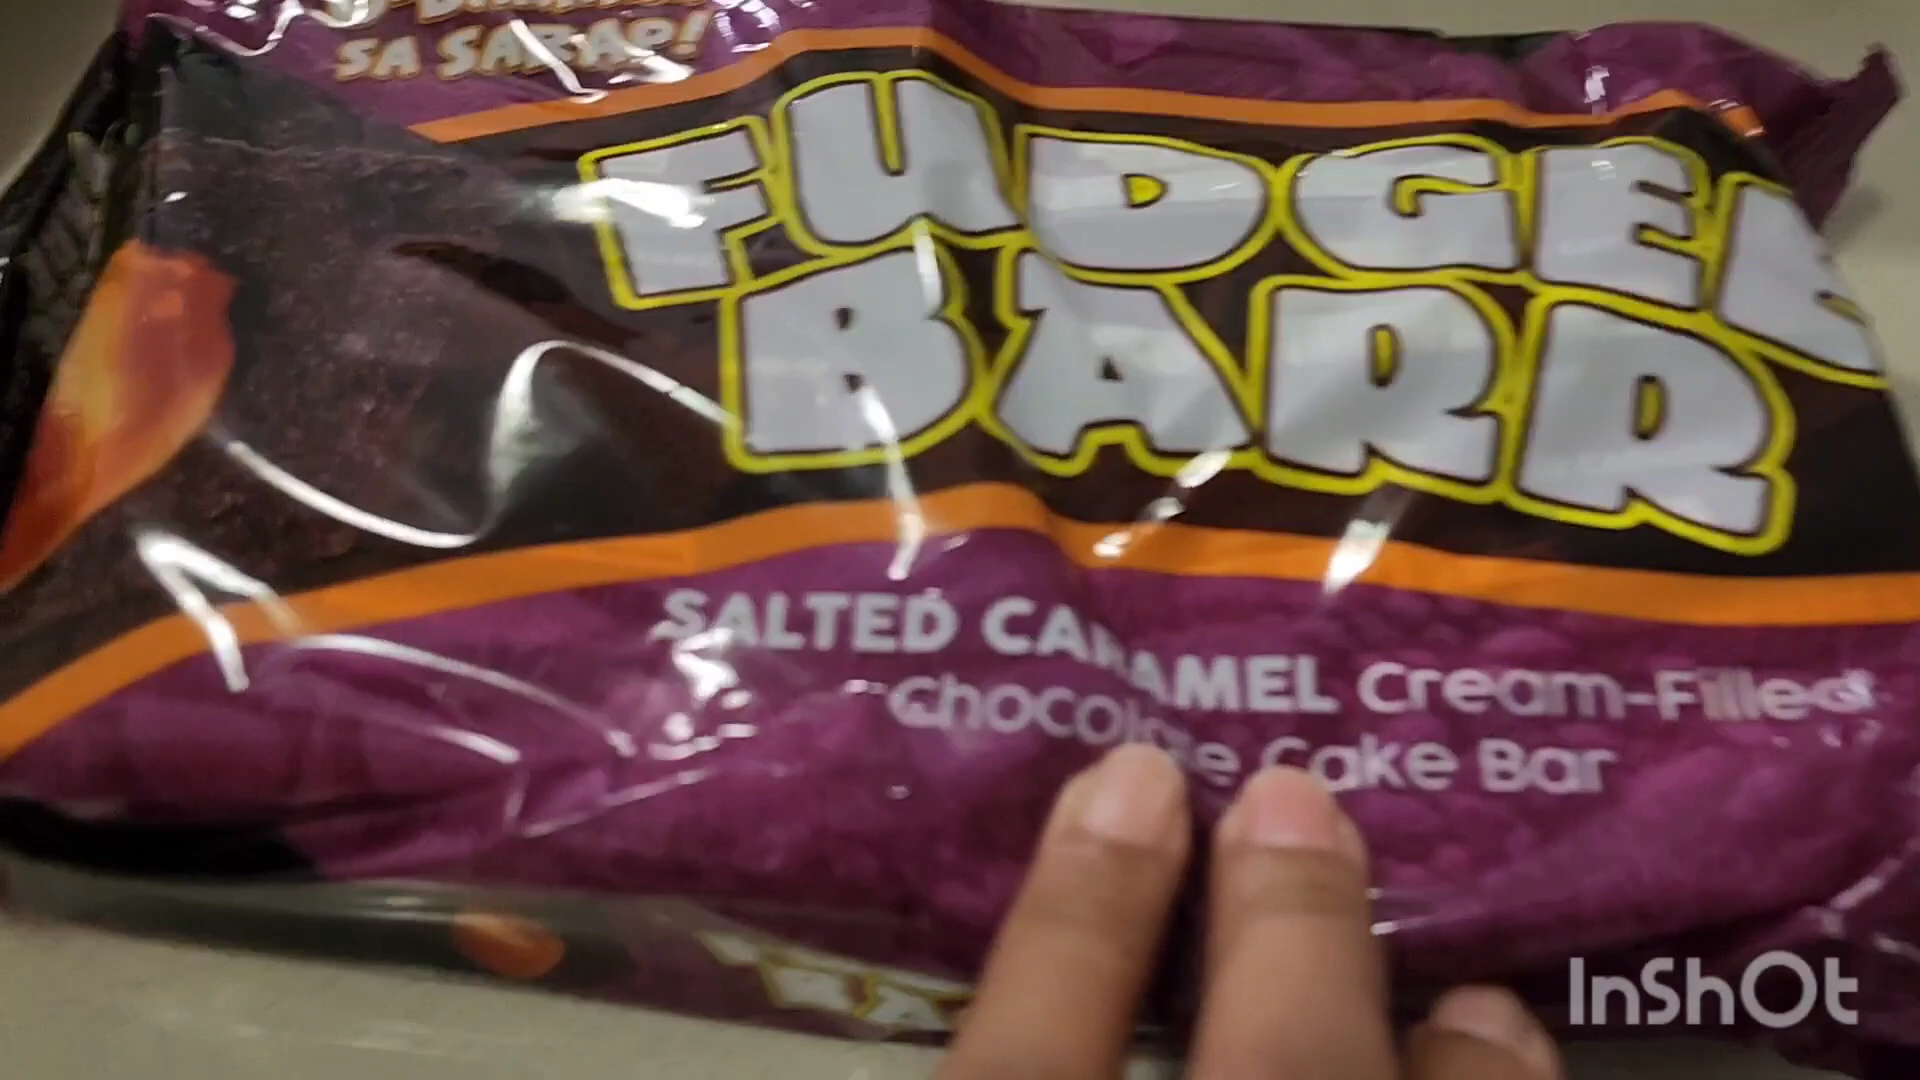 SA SARAP!
FUDGEE
BARR
SALTED CARAMEL Cream-Filled
Chocolate Cake Bar
InShOt